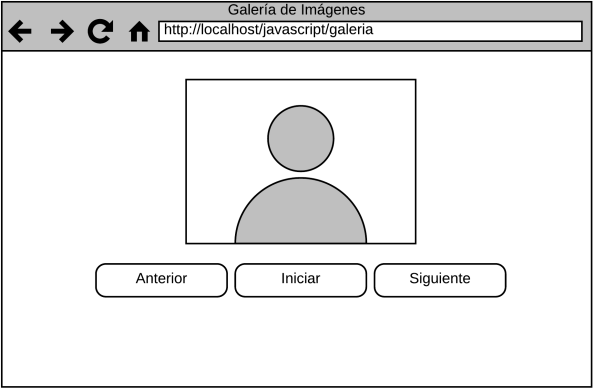 Galería de Imágenes
http://localhost/javascript/galeria
Anterior
Iniciar
Siguiente